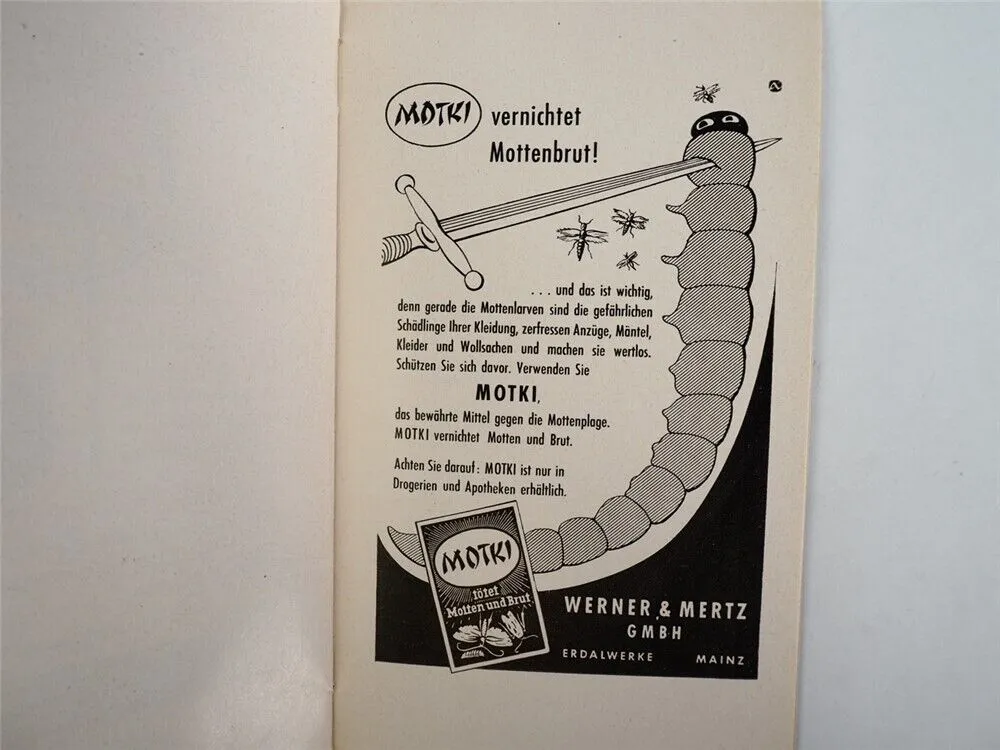 MOTKI vernichtet
Mottenbrut!
... und das ist wichtig,
denn gerade die Mottenlarven sind die gefährlichen
Schädlinge Ihrer Kleidung, zerfressen Anzüge, Mäntel,
Kleider und Wollsachen und machen sie wertlos.
Schützen Sie sich davor. Verwenden Sie
MOTKI,
das bewährte Mittel gegen die Mottenplage.
MOTKI vernichtet Motten und Brut.
Achten Sie darauf: MOTKI ist nur in
Drogerien und Apotheken erhältlich.
MOTKI
tötet
Motten und Brut
WERNER & MERTZ
GMBH
ERDALWERKE MAINZ